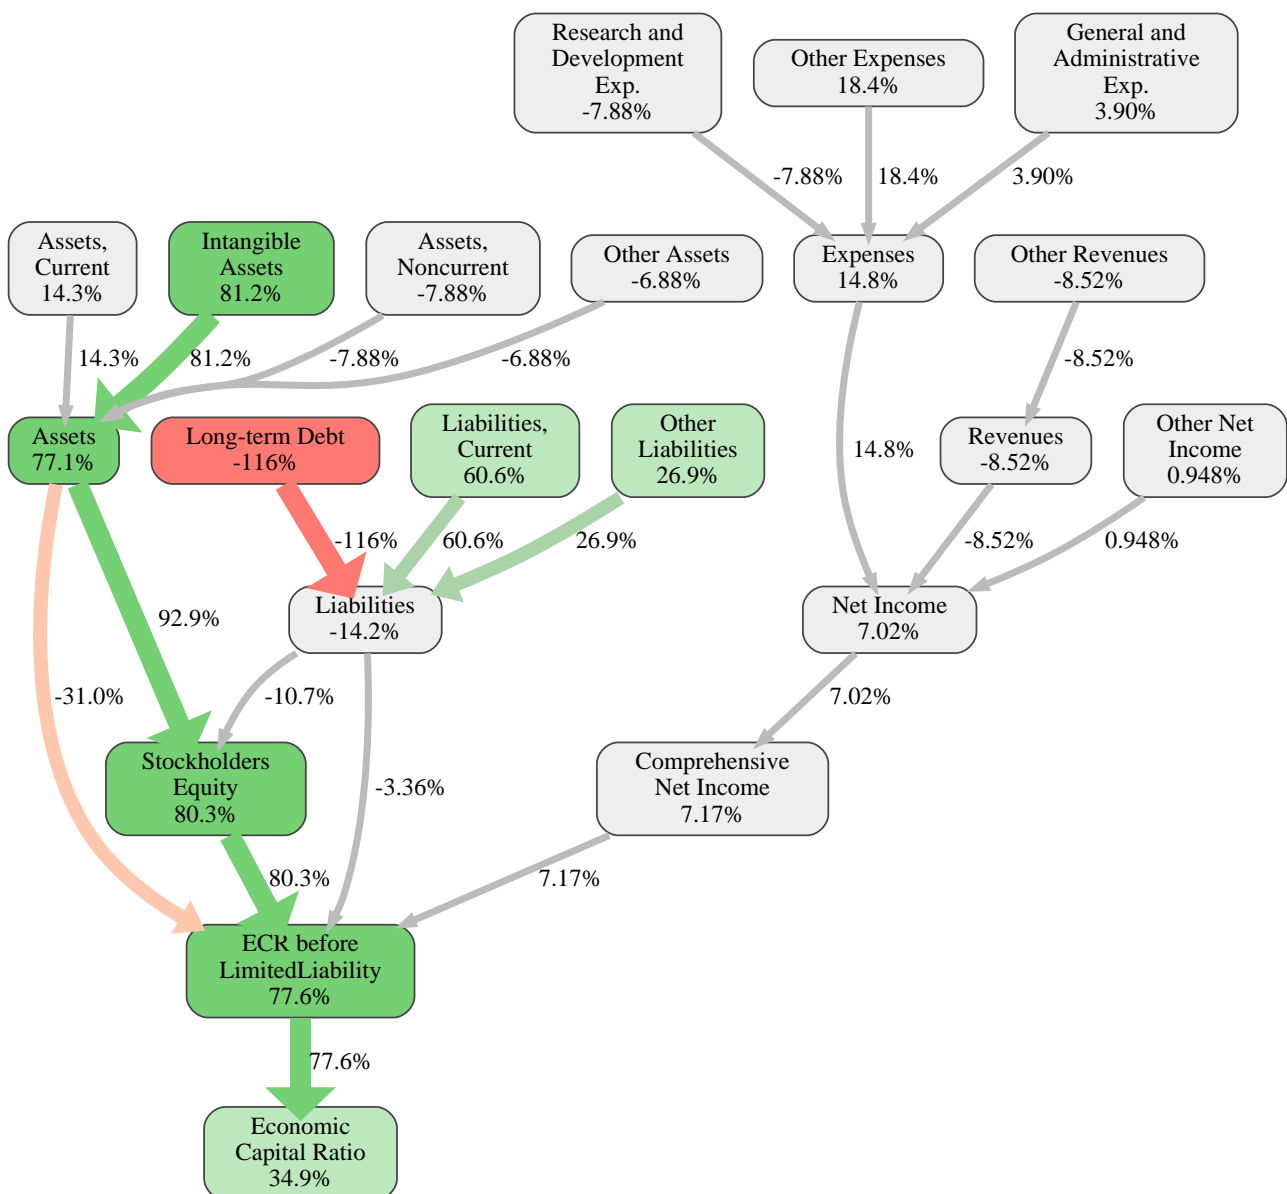 Research and
Development
Exp.
-7.88%
Other Expenses
18.4%
General and
Administrative
Exp.
3.90%
-7.88%
18.4%
3.90%
Assets,
Current
14.3%
Intangible
Assets
81.2%
Assets,
Noncurrent
-7.88%
Other Assets
-6.88%
Expenses
14.8%
Other Revenues
-8.52%
14.3%
81.2%
-7.88%
-6.88%
-8.52%
Assets
77.1%
Long-term Debt
-116%
Liabilities,
Current
60.6%
Other
Liabilities
26.9%
14.8%
Revenues
-8.52%
Other Net
Income
0.948%
-116%
60.6%
26.9%
-8.52%
0.948%
92.9%
Liabilities
-14.2%
Net Income
7.02%
-31.0%
-10.7%
7.02%
Stockholders
Equity
80.3%
-3.36%
Comprehensive
Net Income
7.17%
80.3%
7.17%
ECR before
LimitedLiability
77.6%
77.6%
Economic
Capital Ratio
34.9%